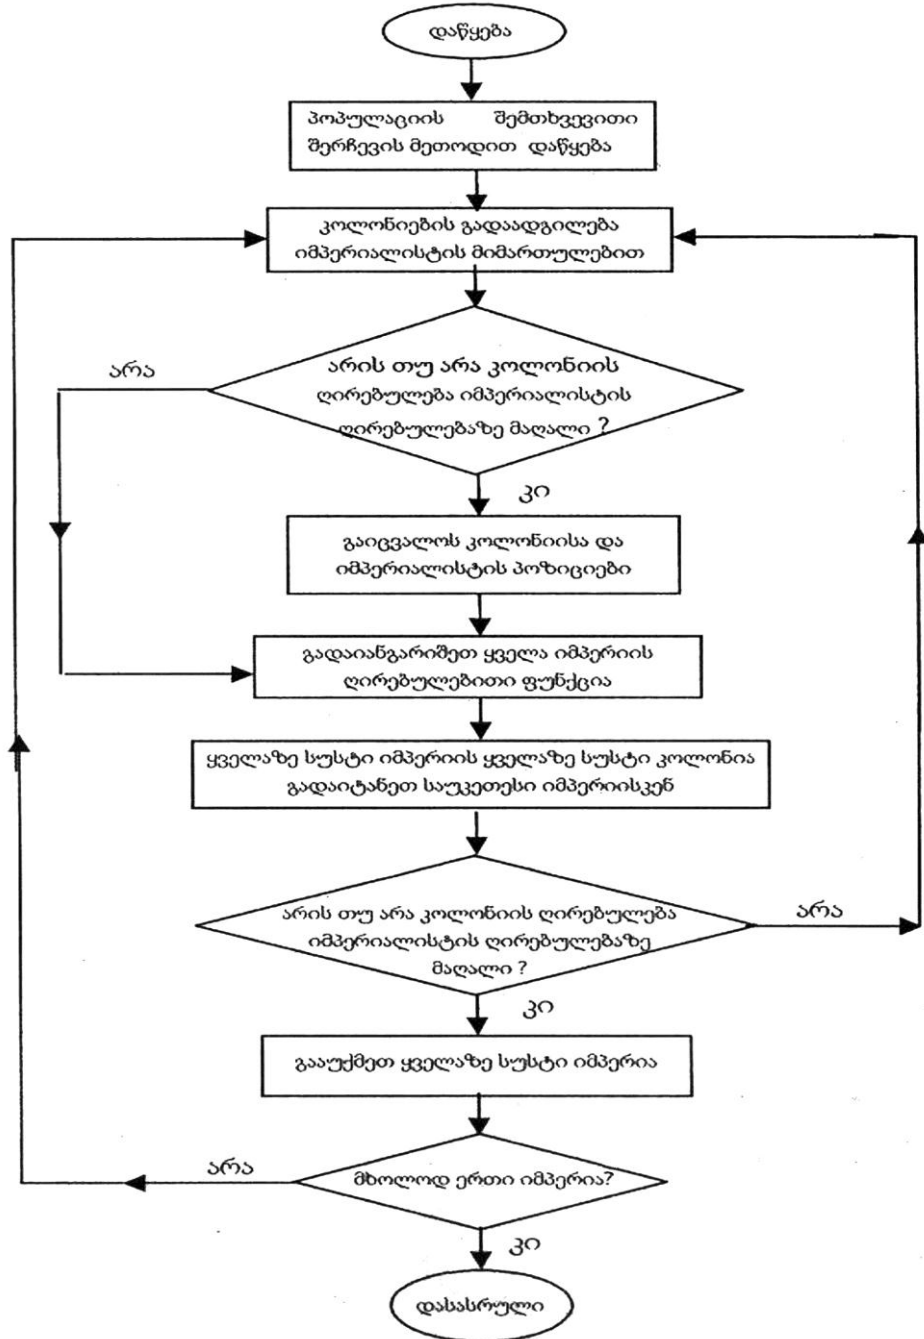 დაწყება
პოპულაციის შემთხვევითი
შერჩევის მეთოდით დაწყება
კოლონიების გადაადგილება
იმპერიალისტის მიმართულებით
არის თუ არა კოლონიის
ღირებულება იმპერიალისტის
ღირებულებაზე მაღალი ?
არა
კი
გაიცვალოს კოლონიისა და
იმპერიალისტის პოზიციები
გადაიანგარიშეთ ყველა იმპერიის
ღირებულებითი ფუნქცია
ყველაზე სუსტი იმპერიის ყველაზე სუსტი კოლონია
გადაიტანეთ საუკეთესი იმპერიისკენ
არის თუ არა კოლონიის ღირებულება
იმპერიალისტის ღირებულებაზე
მაღალი ?
არა
კი
გააუქმეთ ყველაზე სუსტი იმპერია
მხოლოდ ერთი იმპერია?
არა
კი
დასასრული